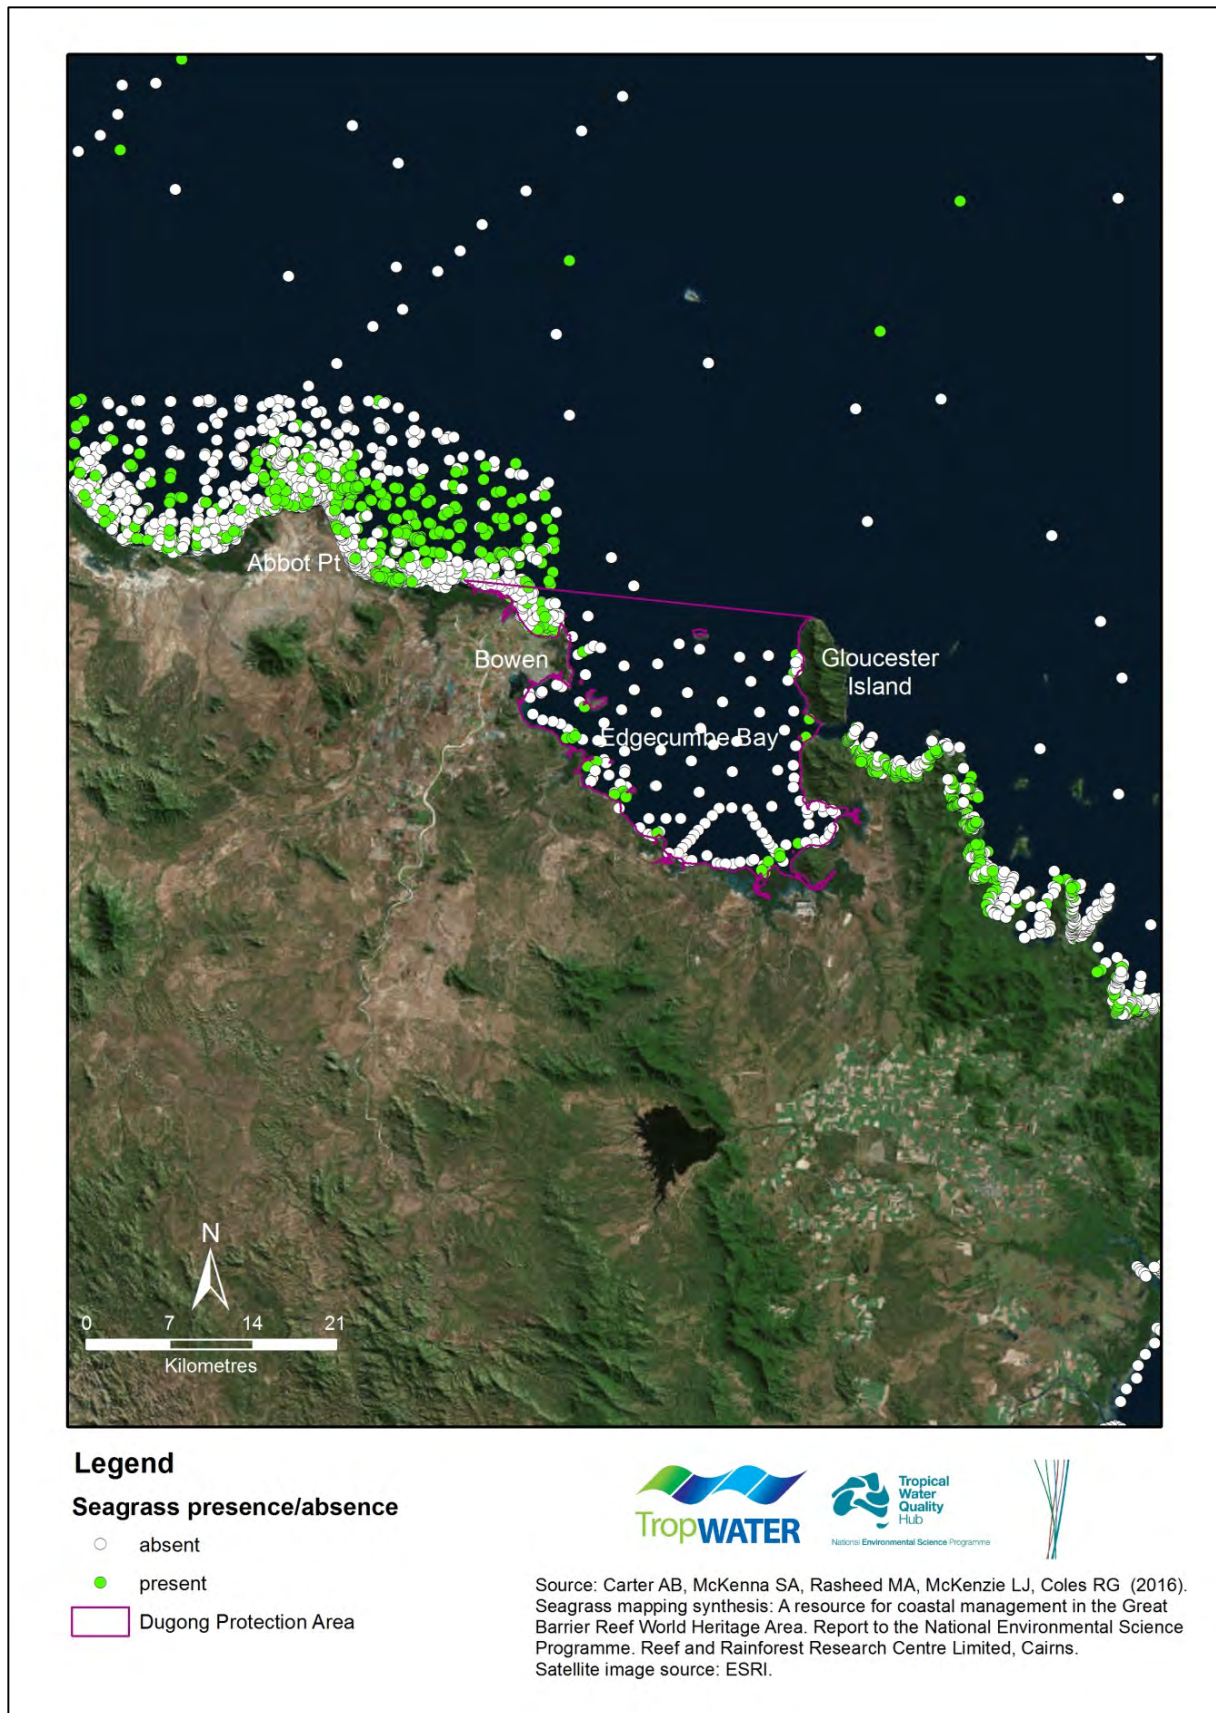 Abbot Pt
Bowen
Gloucester
Island
Edgecumbe Bay
N
0 7 14 21
Kilometres
Legend
Seagrass presence/absence
absent
present
Dugong Protection Area
TropWATER
Tropical
Water
Quality
Hub
National Environmental Science Programme
Source: Carter AB, McKenna SA, Rasheed MA, McKenzie LJ, Coles RG (2016).
Seagrass mapping synthesis: A resource for coastal management in the Great
Barrier Reef World Heritage Area. Report to the National Environmental Science
Programme. Reef and Rainforest Research Centre Limited, Cairns.
Satellite image source: ESRI.